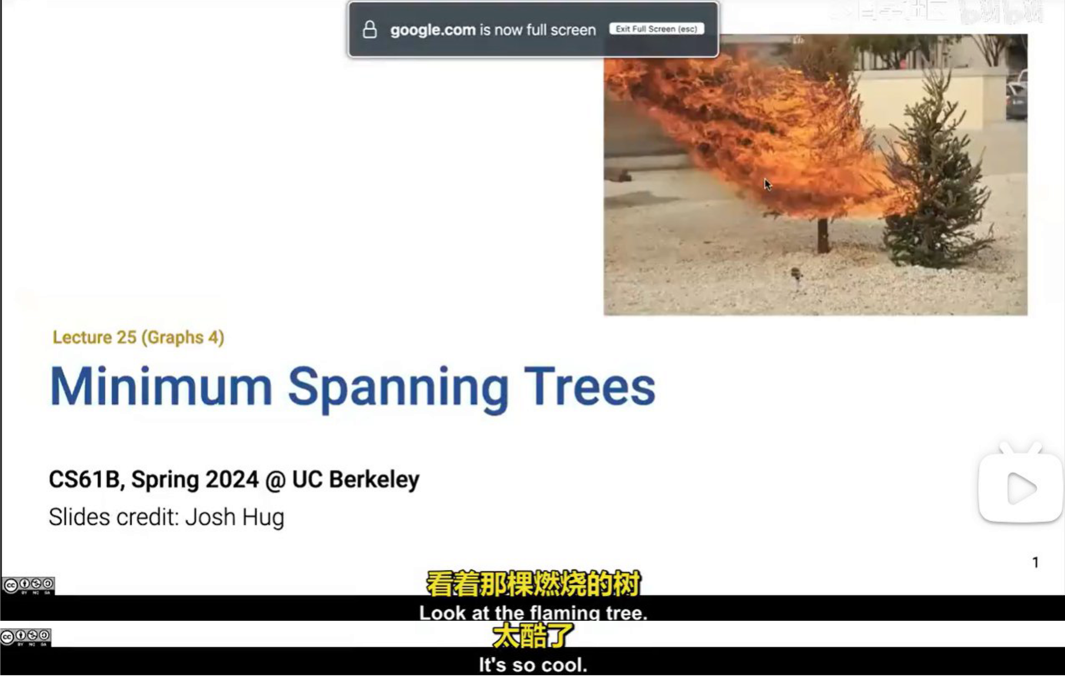 google.com is now full screen Exit Full Screen (esc)
Lecture 25 (Graphs 4)
Minimum Spanning Trees
CS61B, Spring 2024 @ UC Berkeley
Slides credit: Josh Hug
1
看着那棵燃烧的树
Look at the flaming tree.
太酷了
It's so cool.